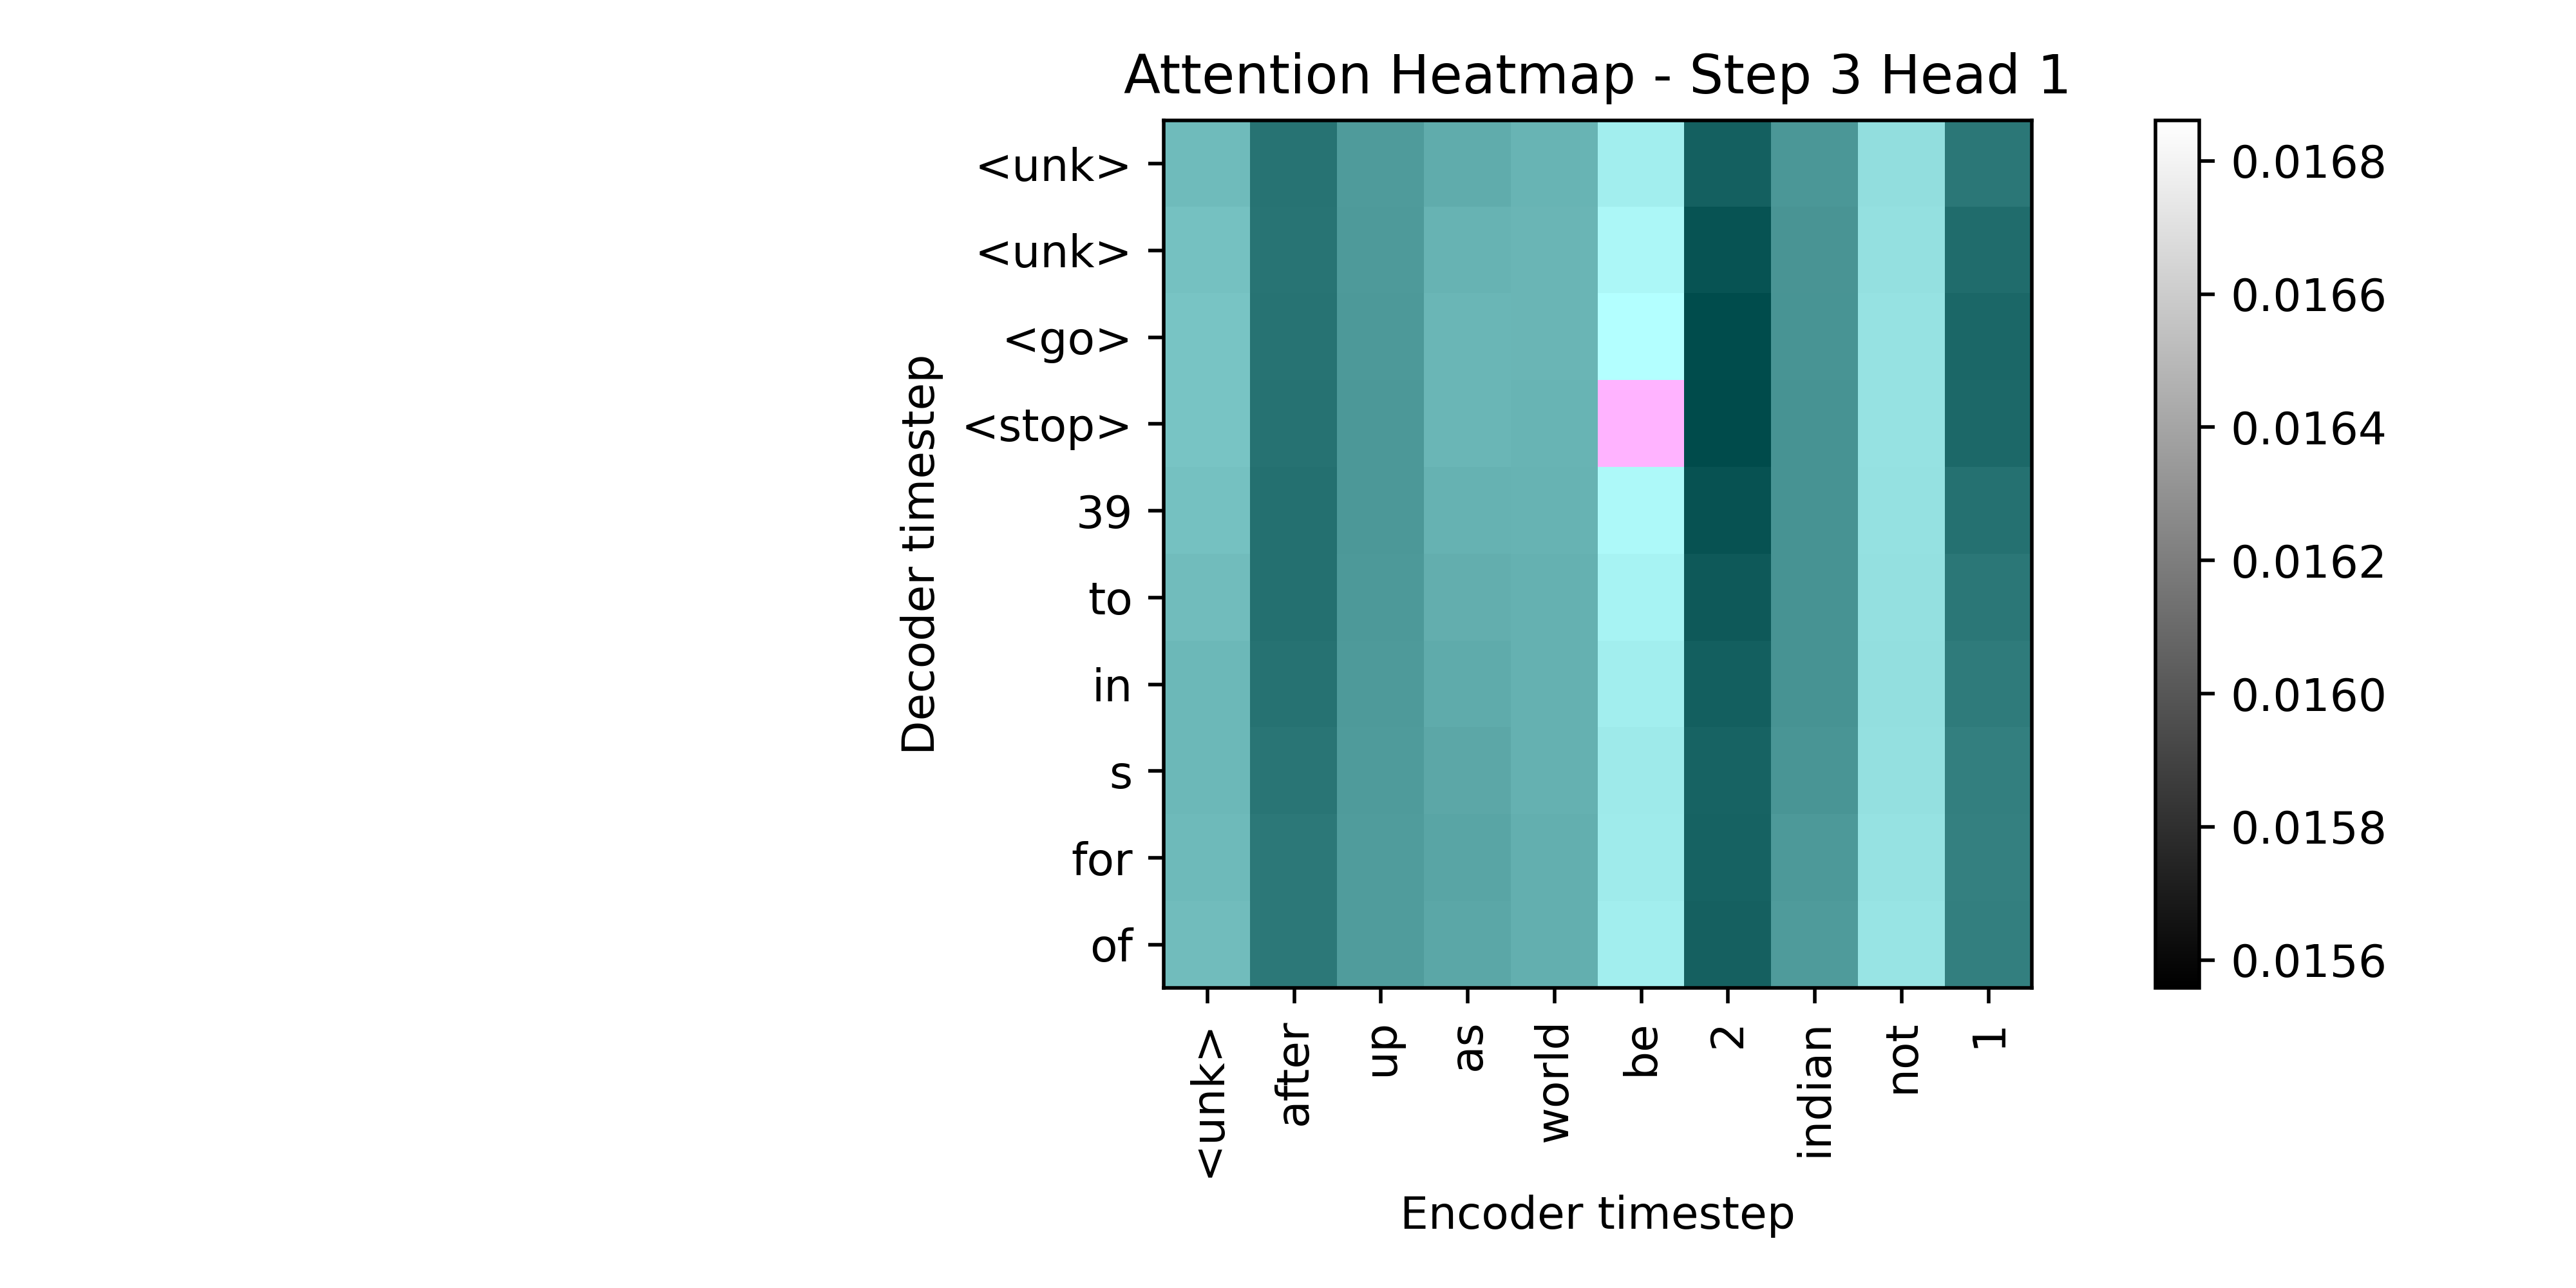 Attention Heatmap - Step 3 Head 1
Decoder timestep
<unk>
<unk>
<go>
<stop>
39
to
in
s
for
of
<unk>
after
up
as
world
be
2
indian
not
1
Encoder timestep
0.0168
0.0166
0.0164
0.0162
0.0160
0.0158
0.0156